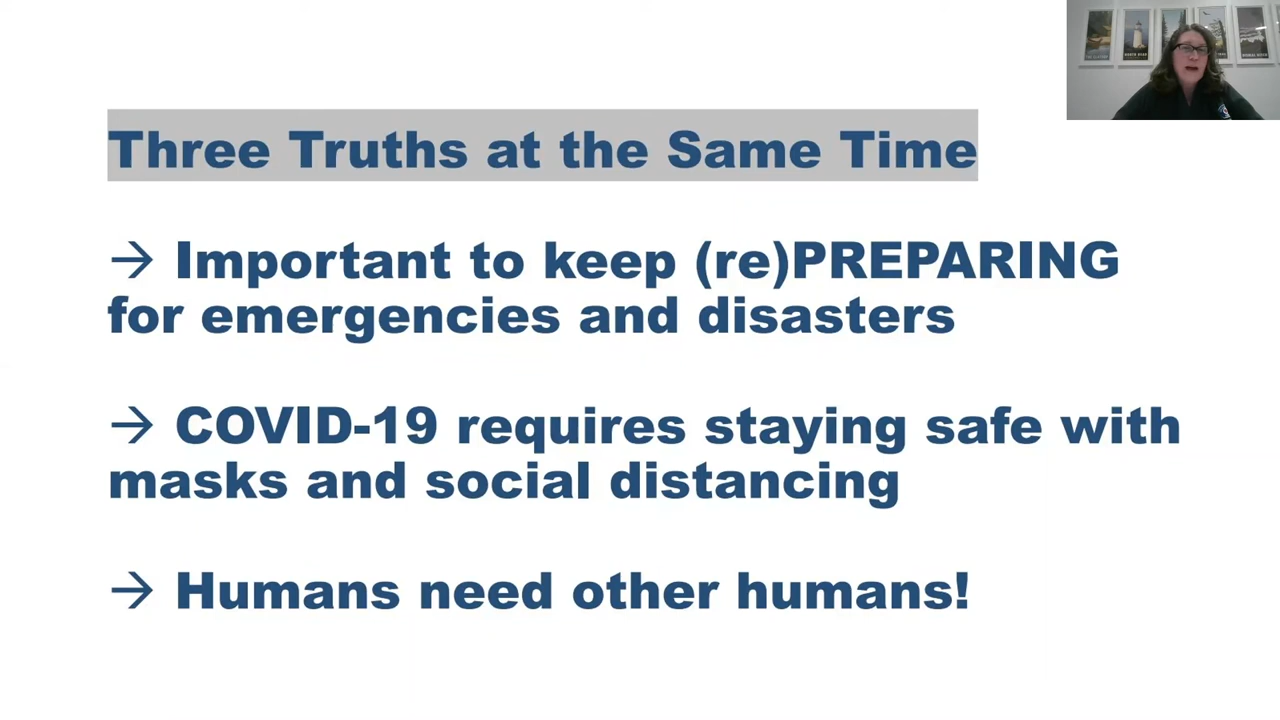 Three Truths at the Same Time
→ Important to keep (re)PREPARING
for emergencies and disasters
→ COVID-19 requires staying safe with
masks and social distancing
→ Humans need other humans!